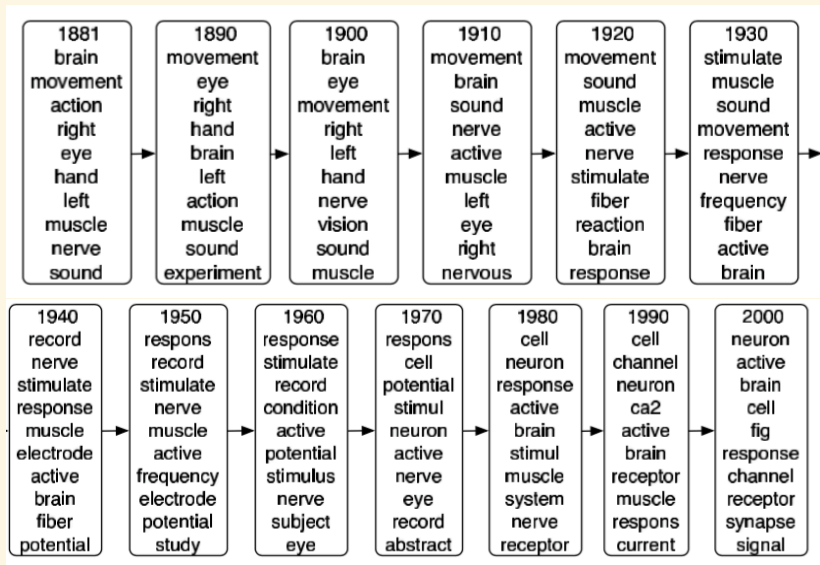 1881
brain
movement
action
right
eye
hand
left
muscle
nerve
sound
1890
movement
eye
right
hand
brain
left
action
muscle
sound
experiment
1900
brain
eye
movement
right
left
hand
nerve
vision
sound
muscle
1910
movement
brain
sound
nerve
active
muscle
left
eye
right
nervous
1920
movement
sound
muscle
active
nerve
stimulate
fiber
reaction
brain
response
1930
stimulate
muscle
sound
movement
response
nerve
frequency
fiber
active
brain
1940
record
nerve
stimulate
response
muscle
electrode
active
brain
fiber
potential
1950
respons
record
stimulate
nerve
muscle
active
frequency
electrode
potential
study
1960
response
stimulate
record
condition
active
potential
stimulus
nerve
subject
eye
1970
respons
cell
potential
stimul
neuron
active
nerve
eye
record
abstract
1980
cell
neuron
response
active
brain
stimul
muscle
system
nerve
receptor
1990
cell
channel
neuron
ca2
active
brain
receptor
muscle
respons
current
2000
neuron
active
brain
cell
fig
response
channel
receptor
synapse
signal